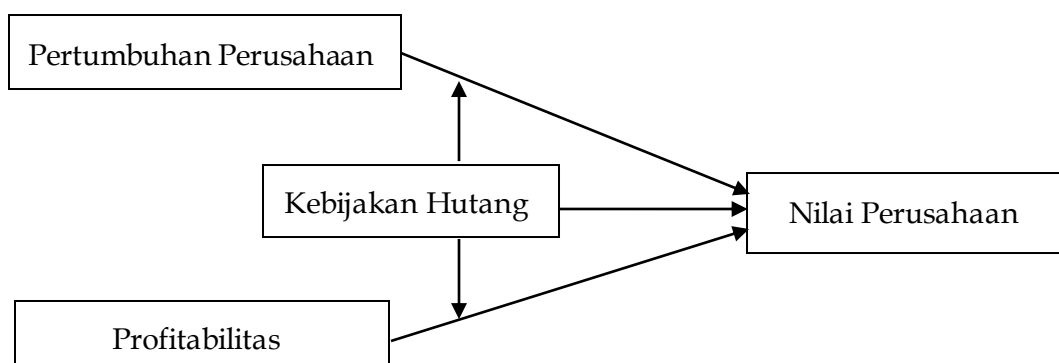 Pertumbuhan Perusahaan
Kebijakan Hutang
Nilai Perusahaan
Profitabilitas